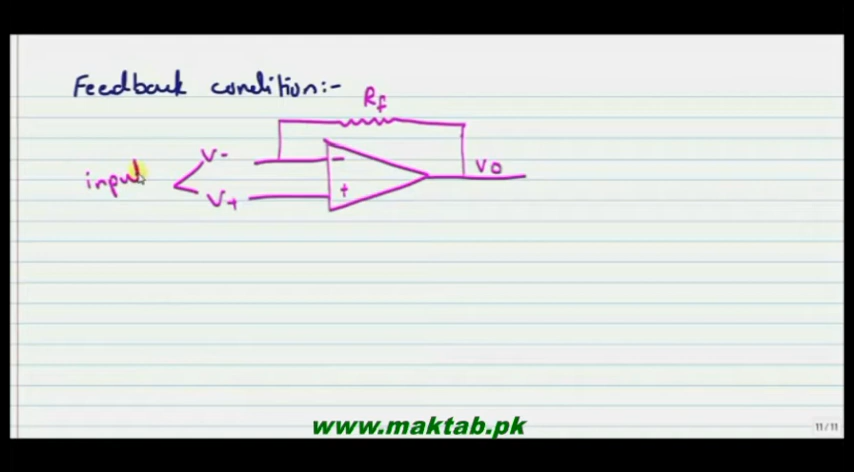 Feedback condition:-
Rf
V-
-
Vo
input
+
V+
www.maktab.pk
11/11